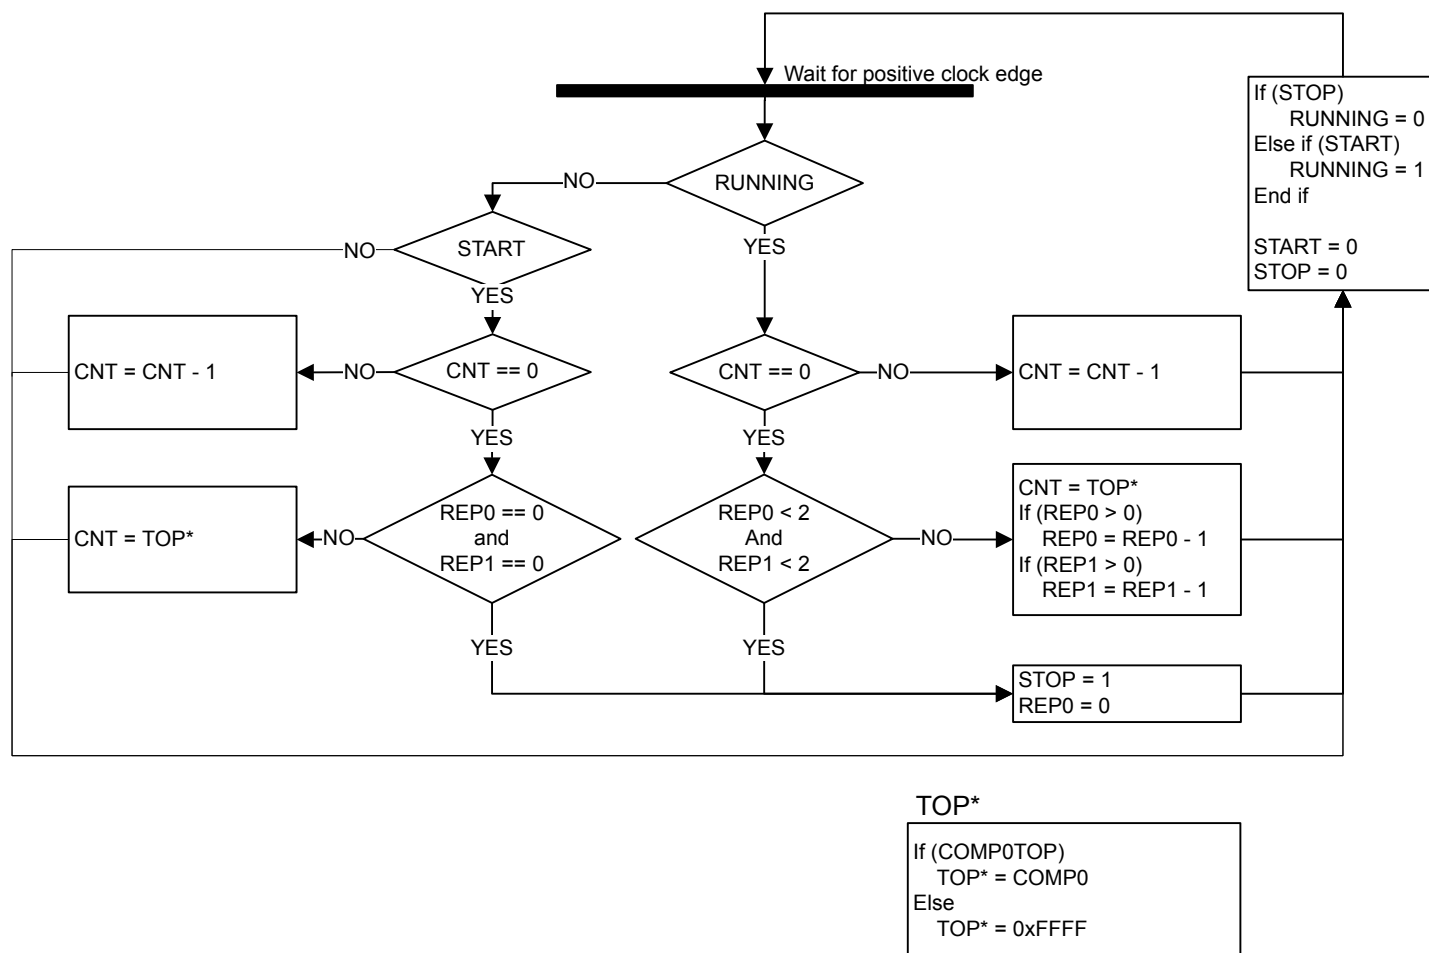 Wait for positive clock edge
If (STOP)
RUNNING = 0
Else if (START)
RUNNING = 1
End if
START = 0
STOP = 0
RUNNING
NO
YES
START
NO
YES
CNT = CNT - 1
NO
CNT == 0
YES
CNT == 0
NO
YES
CNT = CNT - 1
CNT = TOP*
NO
REP0 == 0
and
REP1 == 0
YES
REP0 < 2
And
REP1 < 2
NO
YES
CNT = TOP*
If (REP0 > 0)
REP0 = REP0 - 1
If (REP1 > 0)
REP1 = REP1 - 1
STOP = 1
REP0 = 0
TOP*
If (COMP0TOP)
TOP* = COMP0
Else
TOP* = 0xFFFF